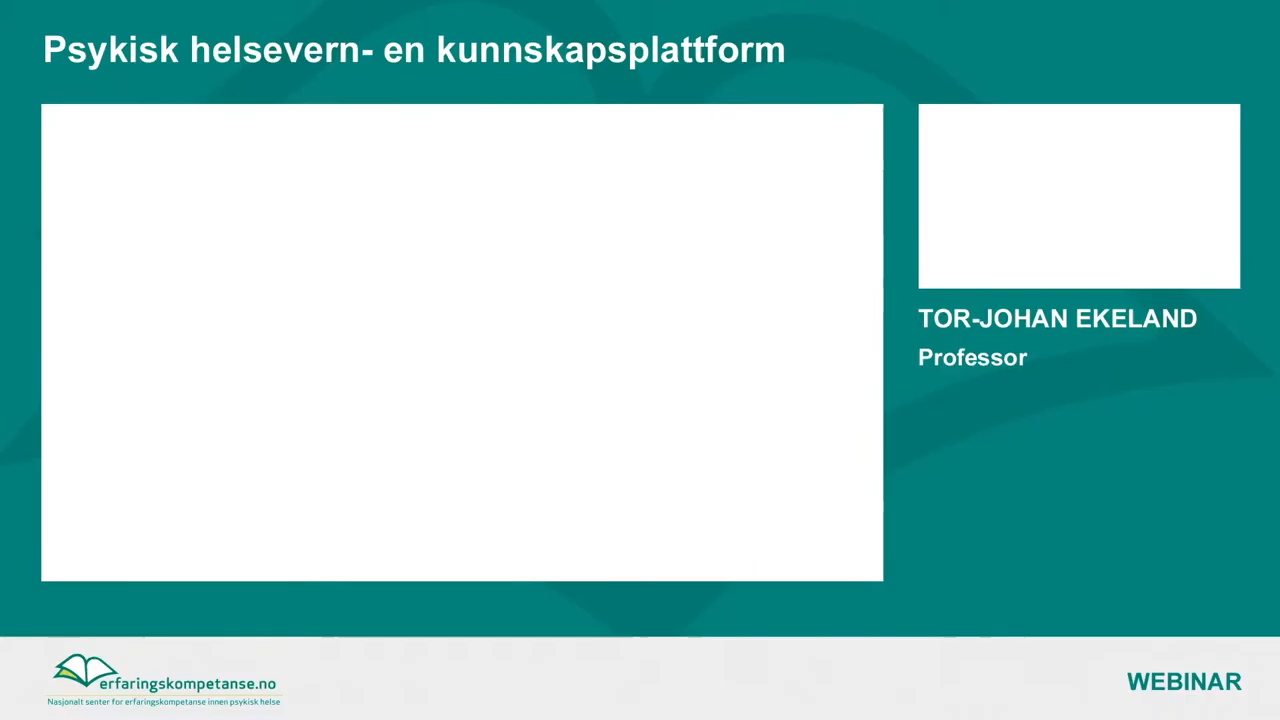 Psykisk helsevern- en kunnskapsplattform
TOR-JOHAN EKELAND
Professor
erfaringskompetanse.no
Nasjonalt senter for erfaringskompetanse innen psykisk helse
WEBINAR